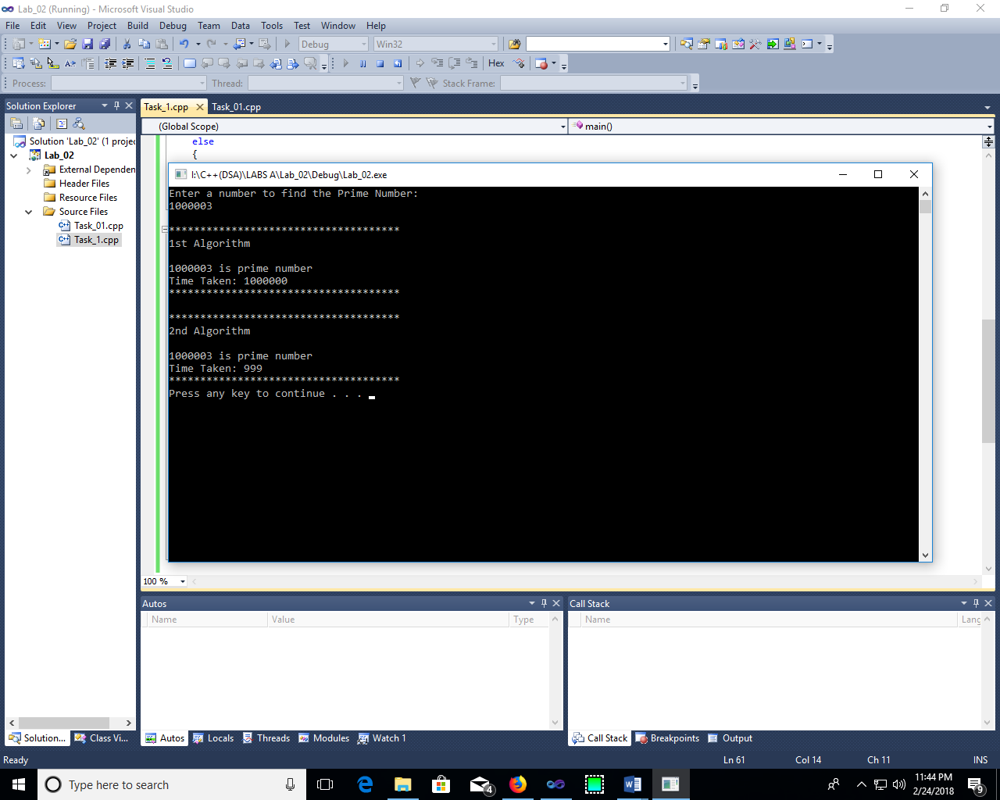 Lab_02 (Running) - Microsoft Visual Studio
File Edit View Project Build Debug Team Data Tools Test Window Help
Debug Win32
Hex
Process: Thread: Stack Frame:
Solution Explorer
Task_1.cpp Task_01.cpp
(Global Scope) main()
Solution 'Lab_02' (1 projec
Lab_02
External Dependen
Header Files
Resource Files
Source Files
Task_01.cpp
Task_1.cpp
else
{
I:\C++(DSA)\LABS A\Lab_02\Debug\Lab_02.exe
Enter a number to find the Prime Number:
1000003
*************************************
1st Algorithm
1000003 is prime number
Time Taken: 1000000
*************************************
*************************************
2nd Algorithm
1000003 is prime number
Time Taken: 999
*************************************
Press any key to continue . . .
100 %
Autos
Name Value Type
Call Stack
Name Lang
Solution... Class Vi...
Autos Locals Threads Modules Watch 1
Call Stack Breakpoints Output
Ready Ln 61 Col 14 Ch 11 INS
Type here to search
4
11:44 PM
2/24/2018
9